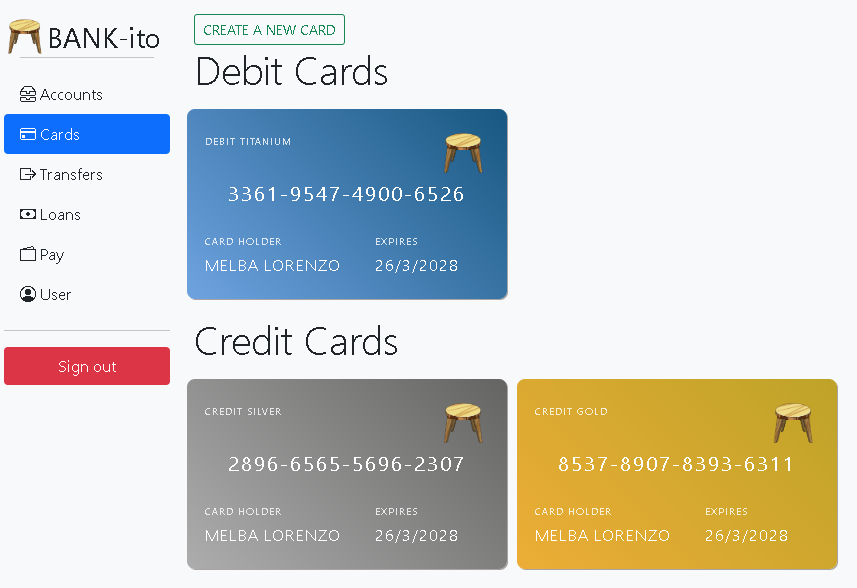 BANK-ito
Accounts
Cards
Transfers
Loans
Pay
User
Sign out
CREATE A NEW CARD
Debit Cards
DEBIT TITANIUM
3361-9547-4900-6526
CARD HOLDER EXPIRES
MELBA LORENZO 26/3/2028
Credit Cards
CREDIT SILVER
2896-6565-5696-2307
CARD HOLDER EXPIRES
MELBA LORENZO 26/3/2028
CREDIT GOLD
8537-8907-8393-6311
CARD HOLDER EXPIRES
MELBA LORENZO 26/3/2028